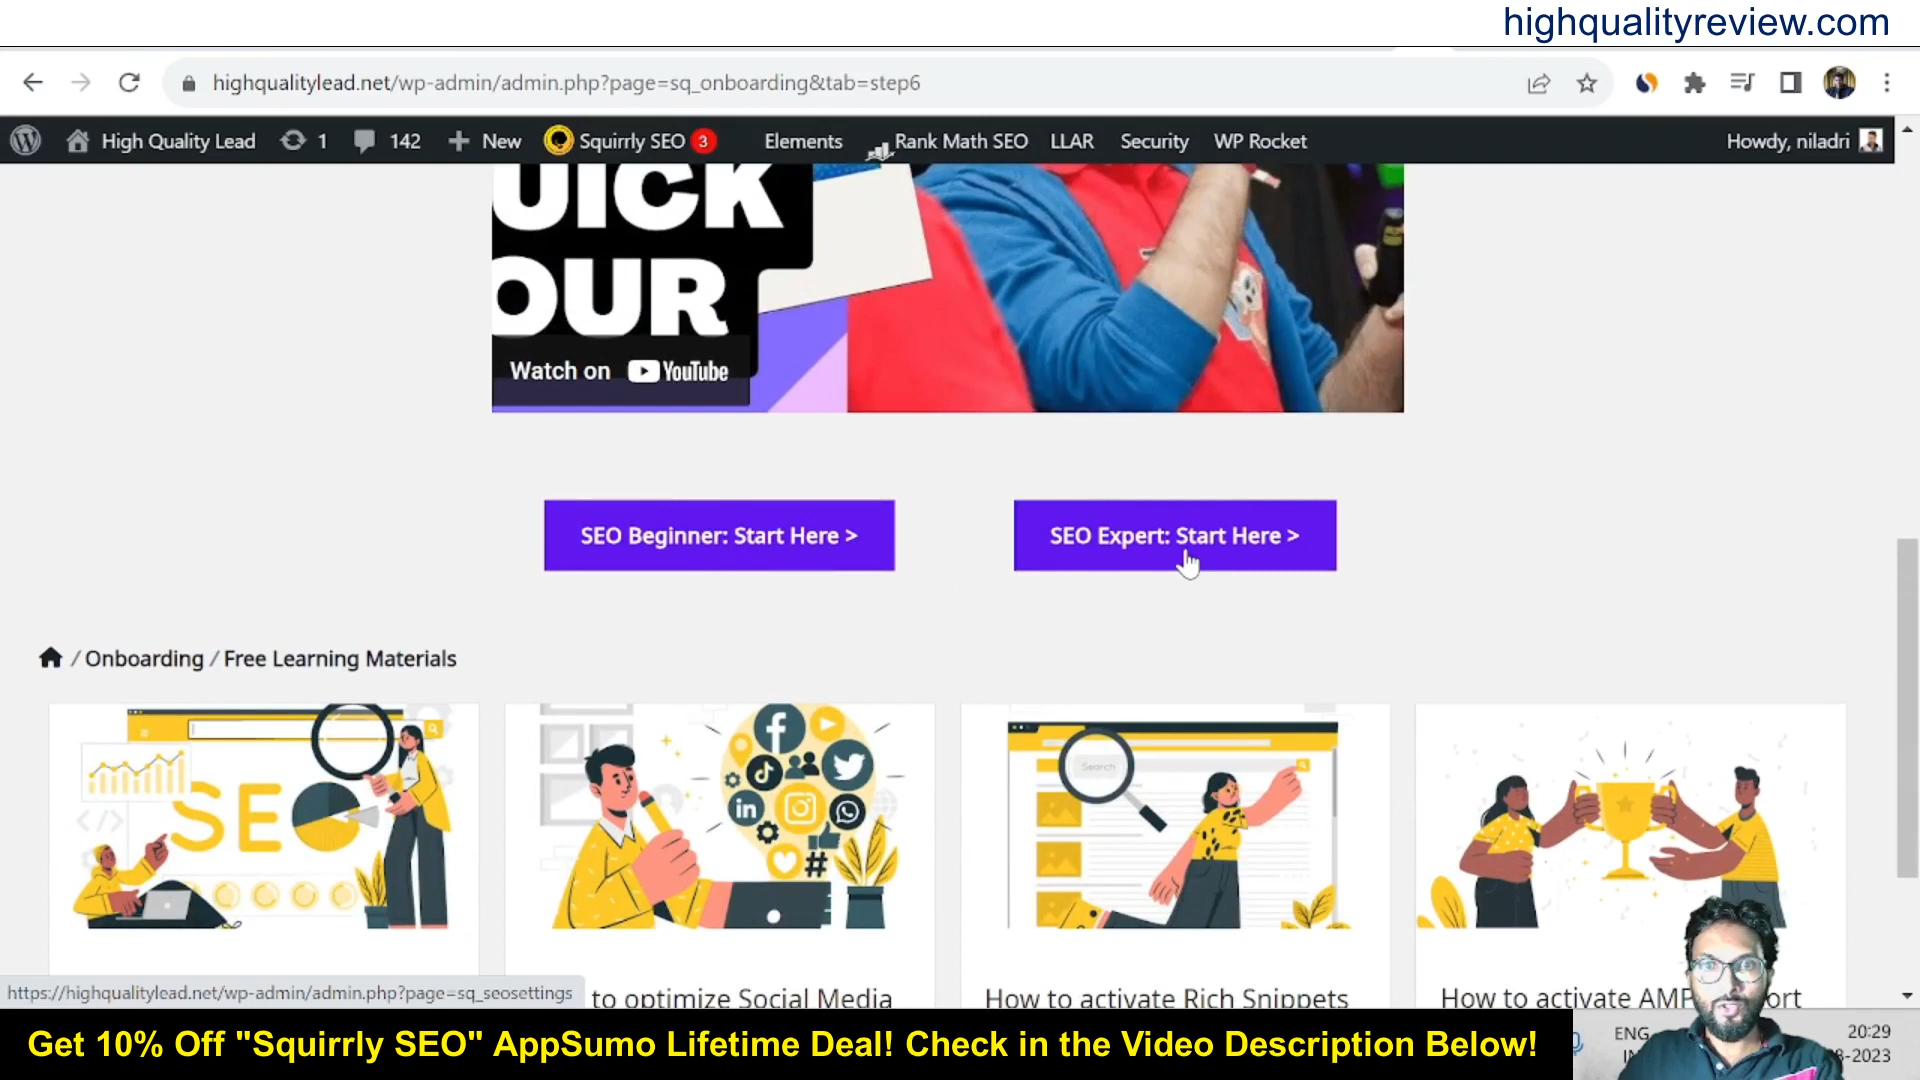 highqualityreview.com
highqualitylead.net/wp-admin/admin.php?page=sq_onboarding&tab=step6
High Quality Lead 1 142 + New Squirrly SEO 3 Elements Rank Math SEO LLAR Security WP Rocket Howdy, niladri
UICK
OUR
Watch on YouTube
SEO Beginner: Start Here >
SEO Expert: Start Here >
/ Onboarding / Free Learning Materials
SEO
Search
https://highqualitylead.net/wp-admin/admin.php?page=sq_seosettings
to optimize Social Media
How to activate Rich Snippets
How to activate AMP
Get 10% Off "Squirrly SEO" AppSumo Lifetime Deal! Check in the Video Description Below!
ENG
20:29
-2023